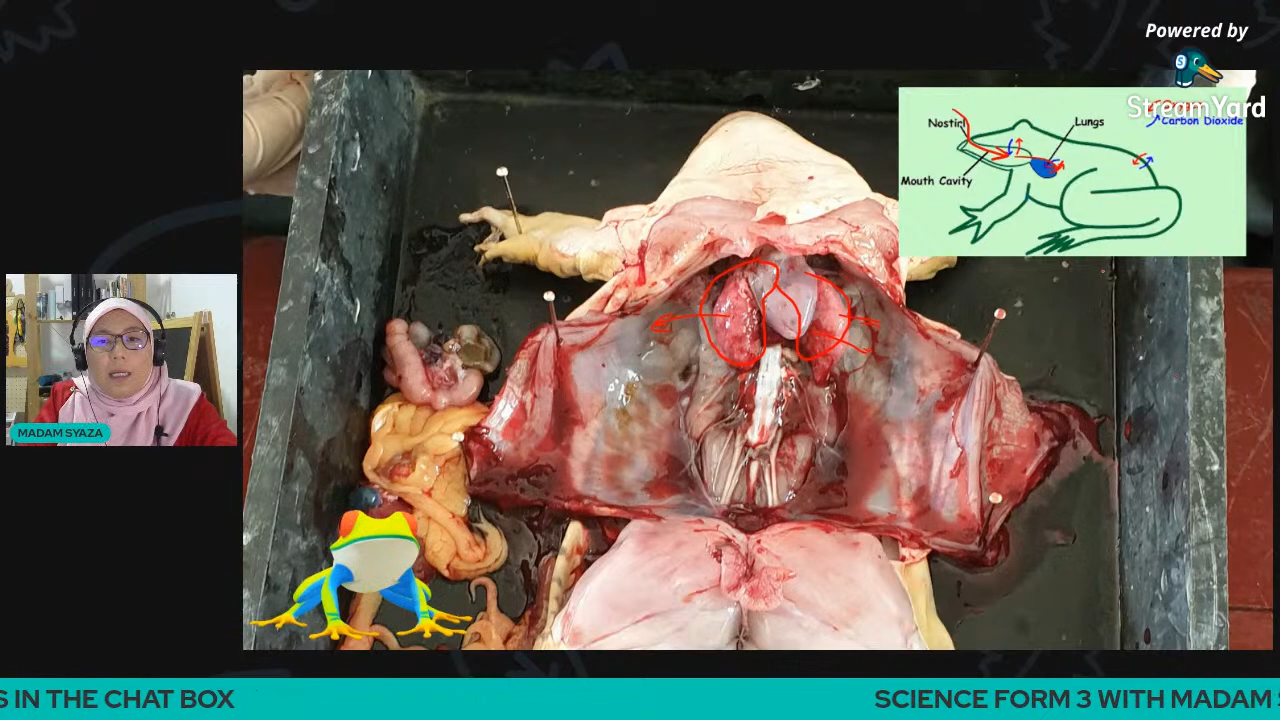 Powered by
StreamYard
Nostril
Lungs
Carbon Dioxide
Mouth Cavity
MADAM SYAZA
S IN THE CHAT BOX
SCIENCE FORM 3 WITH MADAM